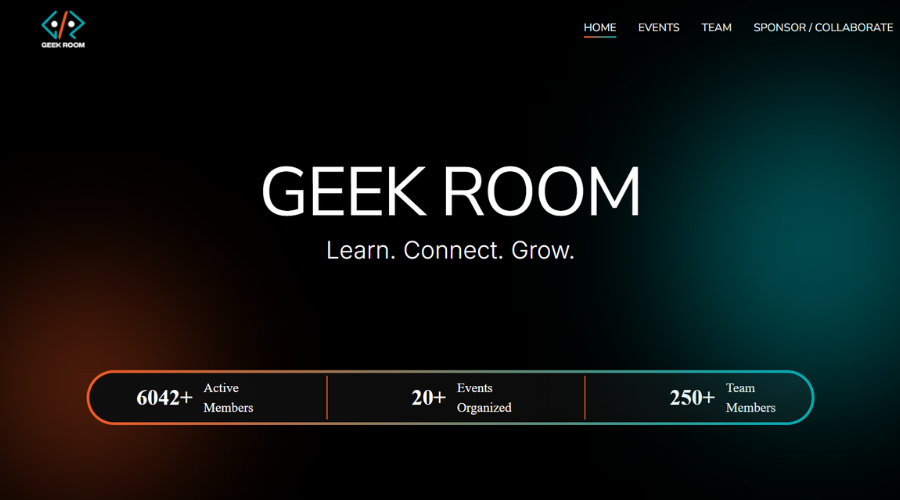 GEEK ROOM
HOME EVENTS TEAM SPONSOR / COLLABORATE
GEEK ROOM
Learn. Connect. Grow.
6042+ Active Members
20+ Events Organized
250+ Team Members